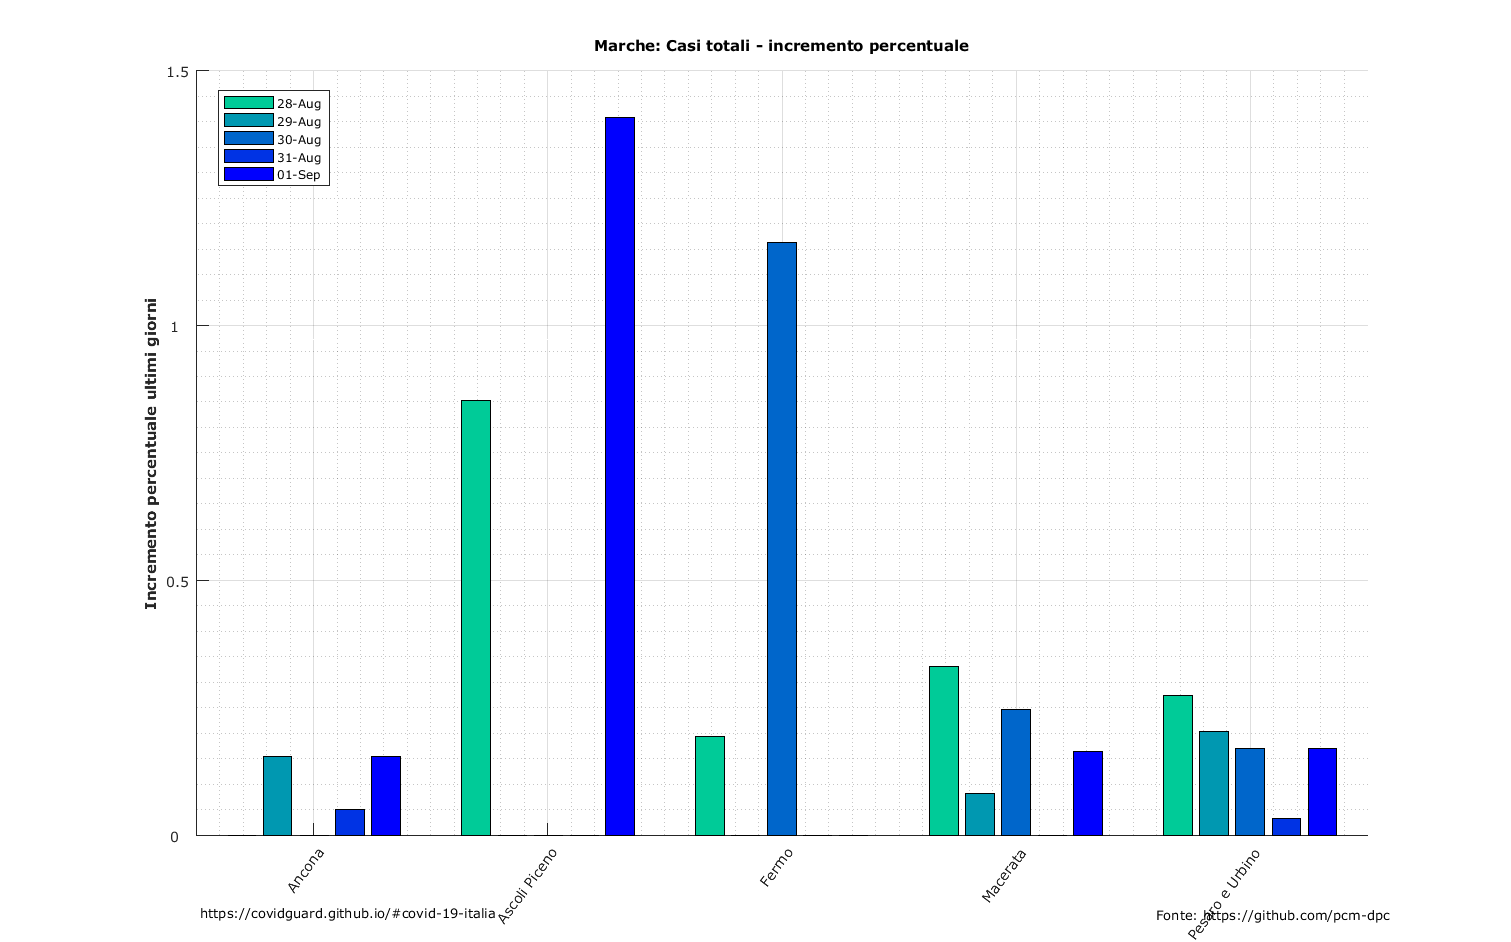 Marche: Casi totali - incremento percentuale
1.5
28-Aug
29-Aug
30-Aug
31-Aug
01-Sep
Incremento percentuale ultimi giorni
1
0.5
0
Ancona
Ascoli Piceno
Fermo
Macerata
Pesaro e Urbino
https://covidguard.github.io/#covid-19-italia
Fonte: https://github.com/pcm-dpc